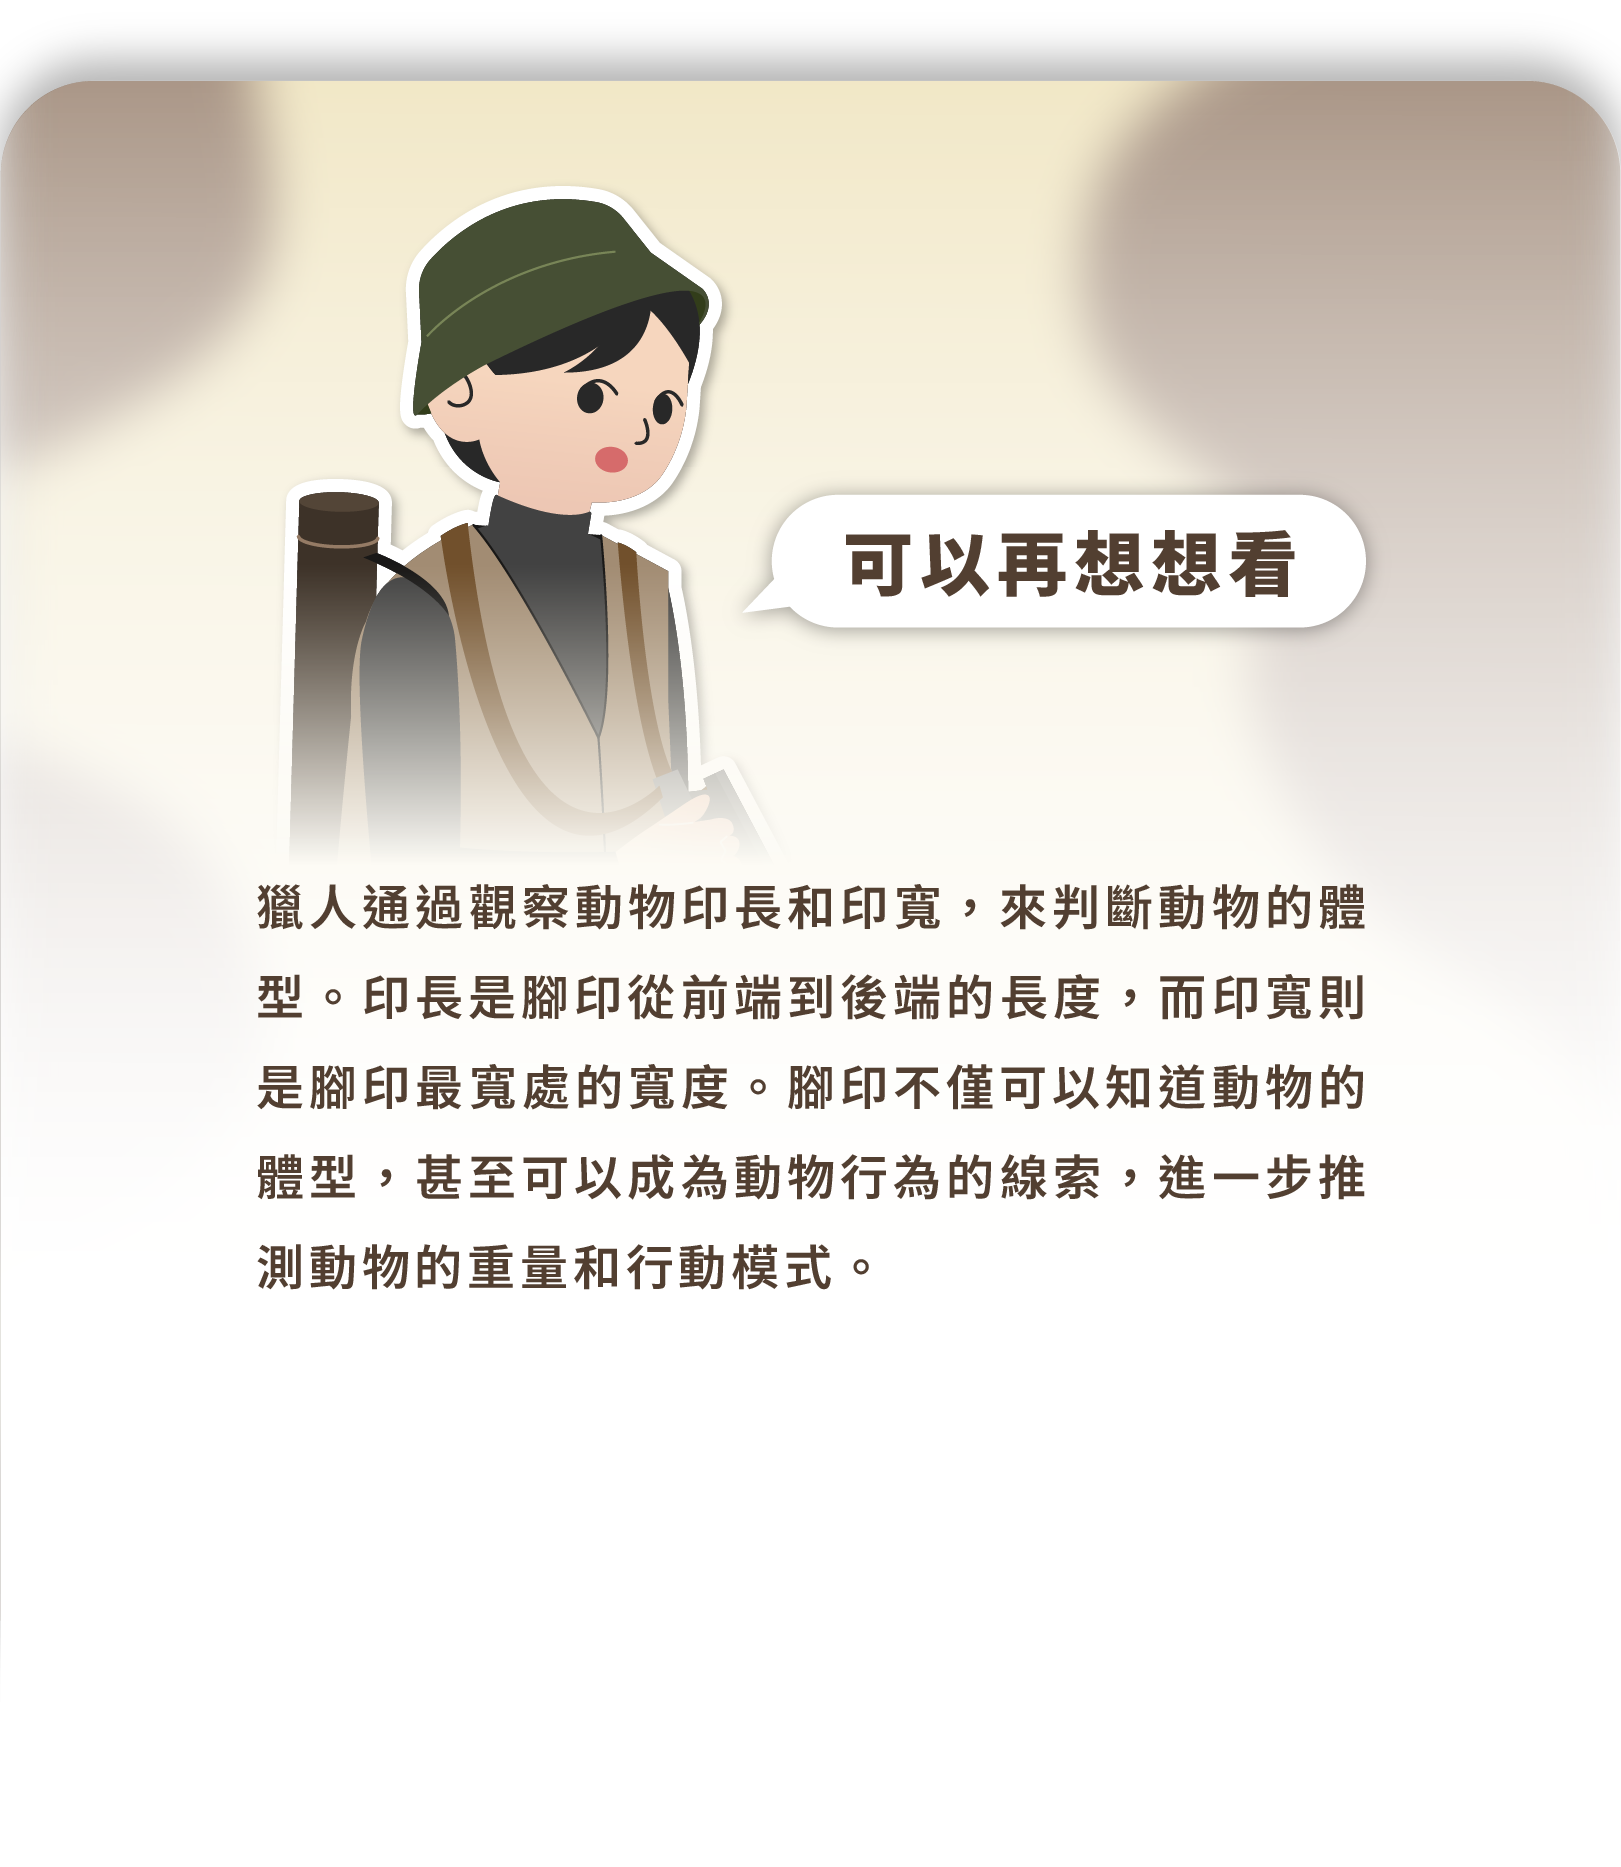 可以再想想看
獵人通過觀察動物印長和印寬，來判斷動物的體
型。印長是腳印從前端到後端的長度，而印寬則
是腳印最寬處的寬度。腳印不僅可以知道動物的
體型，甚至可以成為動物行為的線索，進一步推
測動物的重量和行動模式。